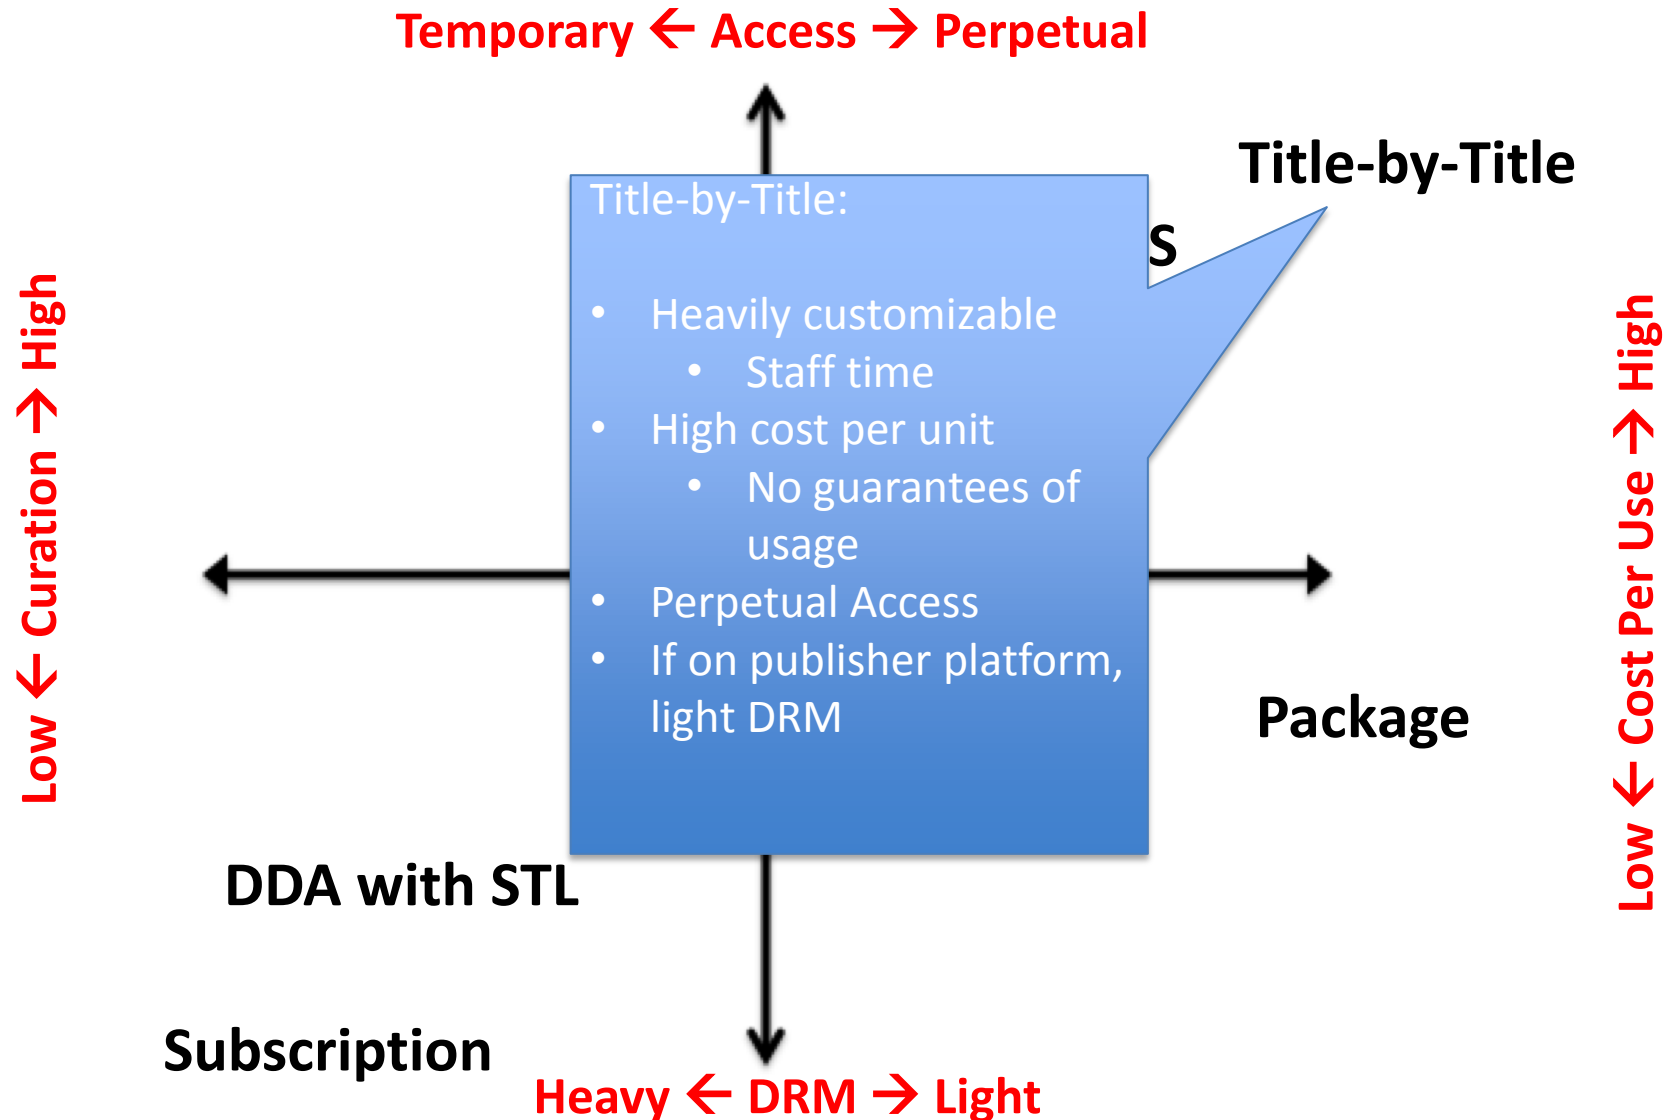 Temporary ← Access → Perpetual
Title-by-Title
Title-by-Title:
S
• Heavily customizable
• Staff time
• High cost per unit
• No guarantees of
usage
• Perpetual Access
• If on publisher platform,
light DRM
Low ← Curation → High
Low ← Cost Per Use → High
Package
DDA with STL
Subscription
Heavy ← DRM → Light